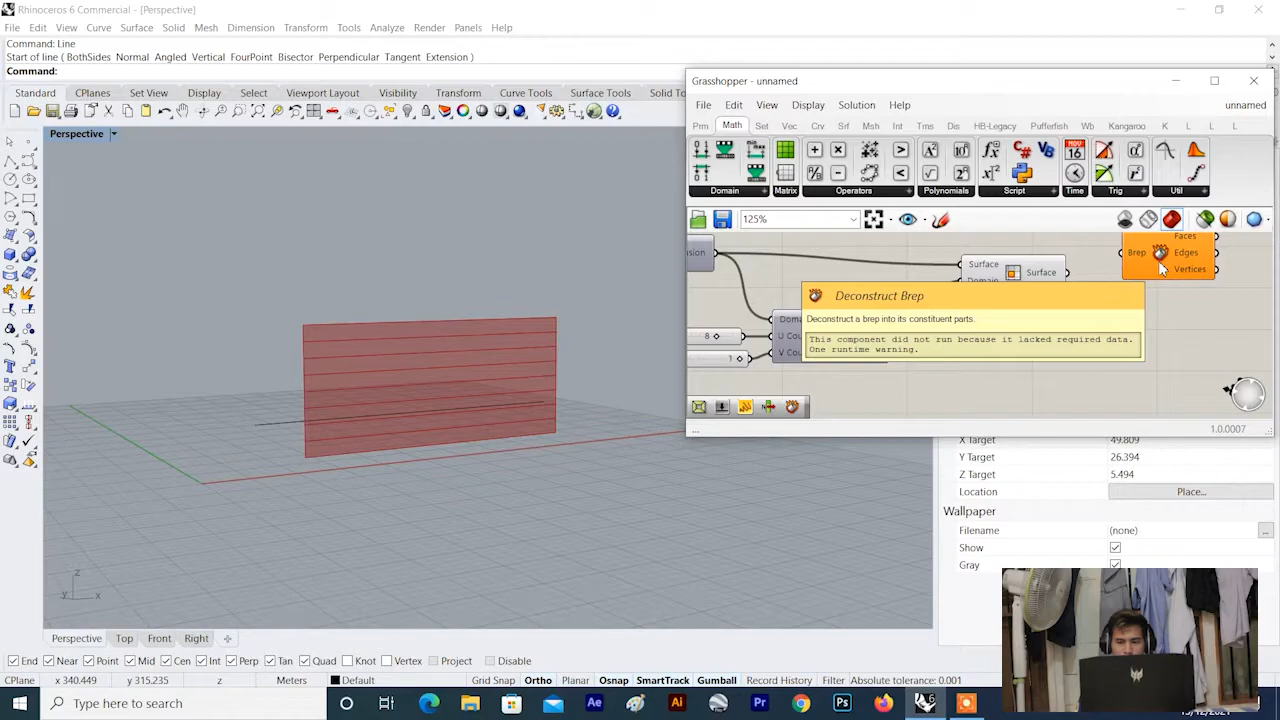 Rhinoceros 6 Commercial - [Perspective]
File Edit View Curve Surface Solid Mesh Dimension Transform Tools Analyze Render Panels Help
Command: Line
Start of line ( BothSides Normal Angled Vertical FourPoint Bisector Perpendicular Tangent Extension )
Command:
Standard CPlanes Set View Display Select Viewport Layout Visibility Transform Curve Tools Surface Tools Solid To
Perspective
Grasshopper - unnamed
File Edit View Display Solution Help unnamed
Prm Math Set Vec Crv Srf Msh Int Tms Dis HB-Legacy Pufferfish Wb Kangaroo K L L L
NOV 16
Domain Matrix Operators Polynomials Script Time Trig Util
125%
Faces
usion Brep Edges
Surface Surface Vertices
Deconstruct Brep
Deconstruct a brep into its constituent parts.
This component did not run because it lacked required data.
One runtime warning.
Doma
8 U Cou
1 V Cou
... 1.0.0007
X Target 49.809
Y Target 26.394
Z Target 5.494
Location Place...
Wallpaper
Filename (none) ...
Show
Gray
z
y x
Perspective Top Front Right
End Near Point Mid Cen Int Perp Tan Quad Knot Vertex Project Disable
CPlane x 340.449 y 315.235 z Meters Default Grid Snap Ortho Planar Osnap SmartTrack Gumball Record History Filter Absolute tolerance: 0.001
Type here to search